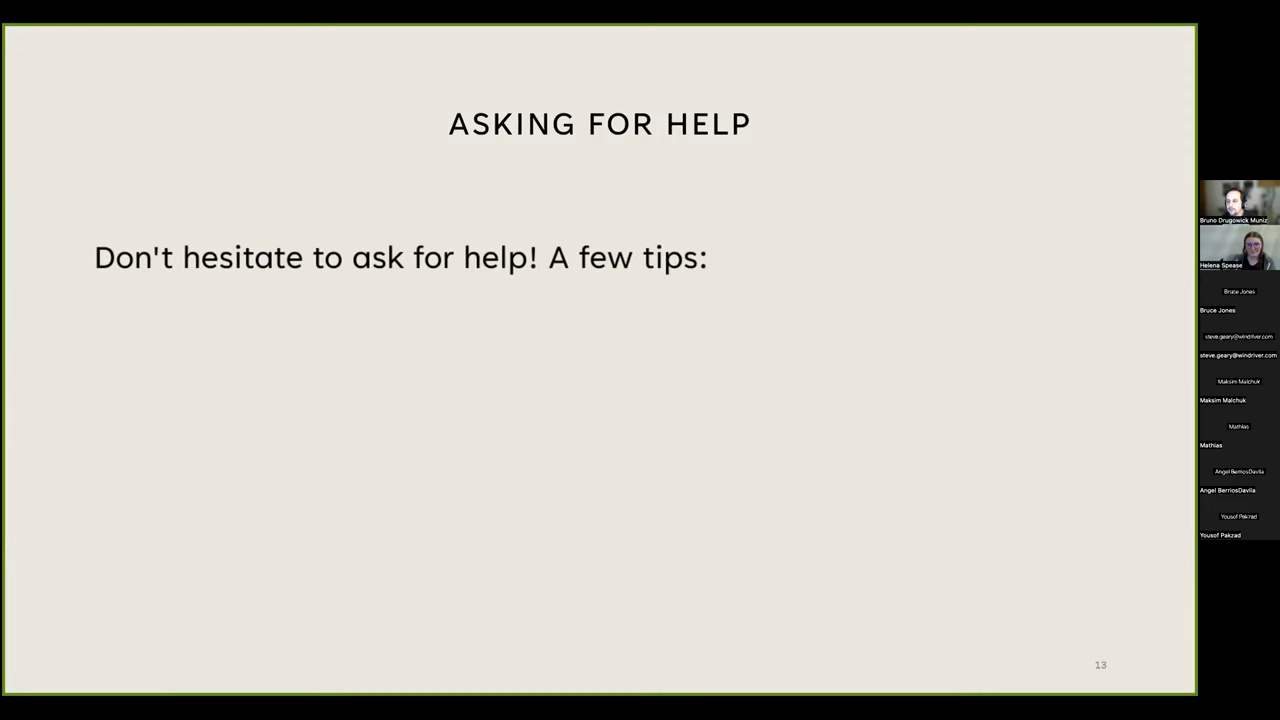 ASKING FOR HELP
Don't hesitate to ask for help! A few tips:
13
Bruno Drugowick Muniz
Helena Spease
Bruce Jones
Bruce Jones
steve.geary@windriver.com
steve.geary@windriver.com
Maksim Malchuk
Maksim Malchuk
Mathias
Mathias
Angel BerriosDavila
Angel BerriosDavila
Yousof Pakzad
Yousof Pakzad